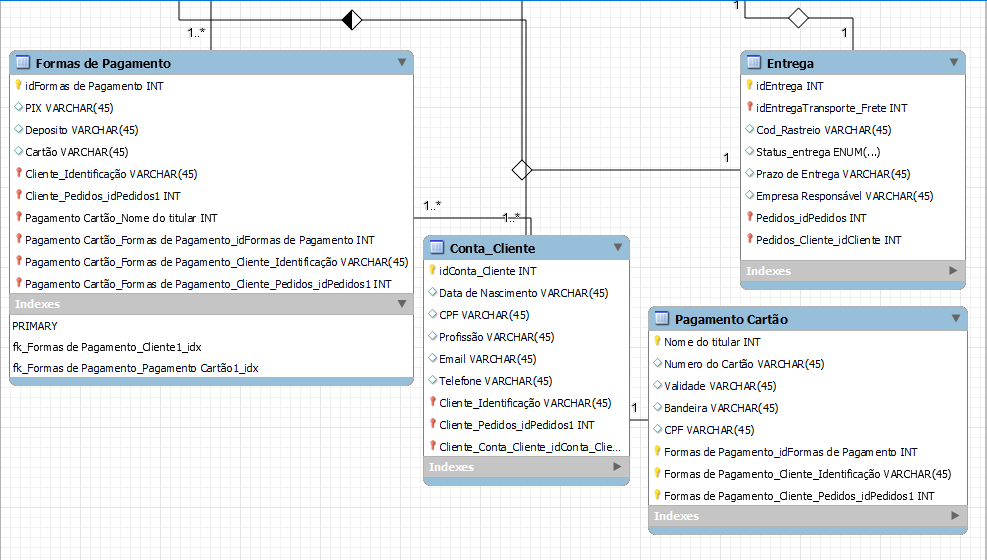 1..*
Formas de Pagamento
idFormas de Pagamento INT
PIX VARCHAR(45)
Deposito VARCHAR(45)
Cartão VARCHAR(45)
Cliente_Identificação VARCHAR(45)
Cliente_Pedidos_idPedidos1 INT
Pagamento Cartão_Nome do titular INT
Pagamento Cartão_Formas de Pagamento_idFormas de Pagamento INT
Pagamento Cartão_Formas de Pagamento_Cliente_Identificação VARCHAR(45)
Pagamento Cartão_Formas de Pagamento_Cliente_Pedidos_idPedidos1 INT
Indexes
PRIMARY
fk_Formas de Pagamento_Cliente1_idx
fk_Formas de Pagamento_Pagamento Cartão1_idx
1..*
1..*
Conta_Cliente
idConta_Cliente INT
Data de Nascimento VARCHAR(45)
CPF VARCHAR(45)
Profissão VARCHAR(45)
Email VARCHAR(45)
Telefone VARCHAR(45)
Cliente_Identificação VARCHAR(45)
Cliente_Pedidos_idPedidos1 INT
Cliente_Conta_Cliente_idConta_Clie...
Indexes
1
1
1
1
Entrega
idEntrega INT
idEntregaTransporte_Frete INT
Cod_Rastreio VARCHAR(45)
Status_entrega ENUM(...)
Prazo de Entrega VARCHAR(45)
Empresa Responsável VARCHAR(45)
Pedidos_idPedidos INT
Pedidos_Cliente_idCliente INT
Indexes
Pagamento Cartão
Nome do titular INT
Numero do Cartão VARCHAR(45)
Validade VARCHAR(45)
Bandeira VARCHAR(45)
CPF VARCHAR(45)
Formas de Pagamento_idFormas de Pagamento INT
Formas de Pagamento_Cliente_Identificação VARCHAR(45)
Formas de Pagamento_Cliente_Pedidos_idPedidos1 INT
Indexes